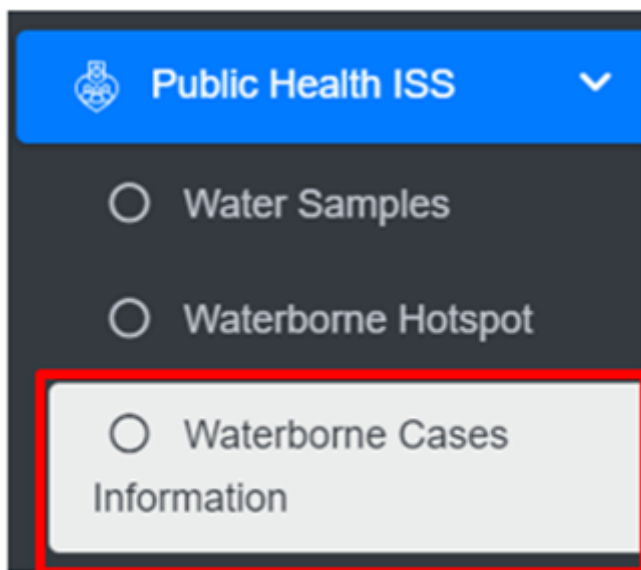 Public Health ISS
Water Samples
Waterborne Hotspot
Waterborne Cases
Information